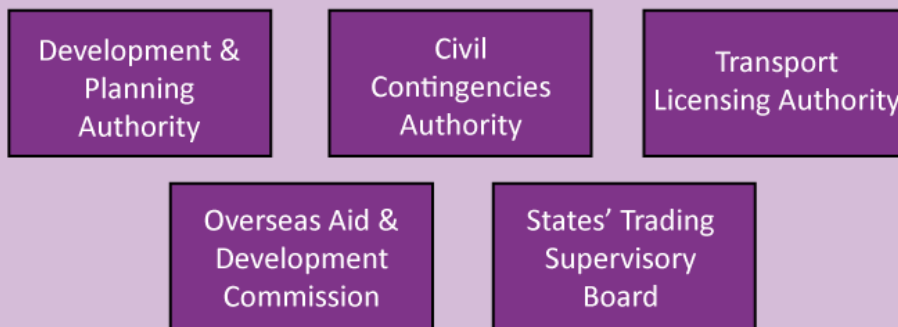 Development &
Planning
Authority
Civil
Contingencies
Authority
Transport
Licensing Authority
Overseas Aid &
Development
Commission
States’ Trading
Supervisory
Board